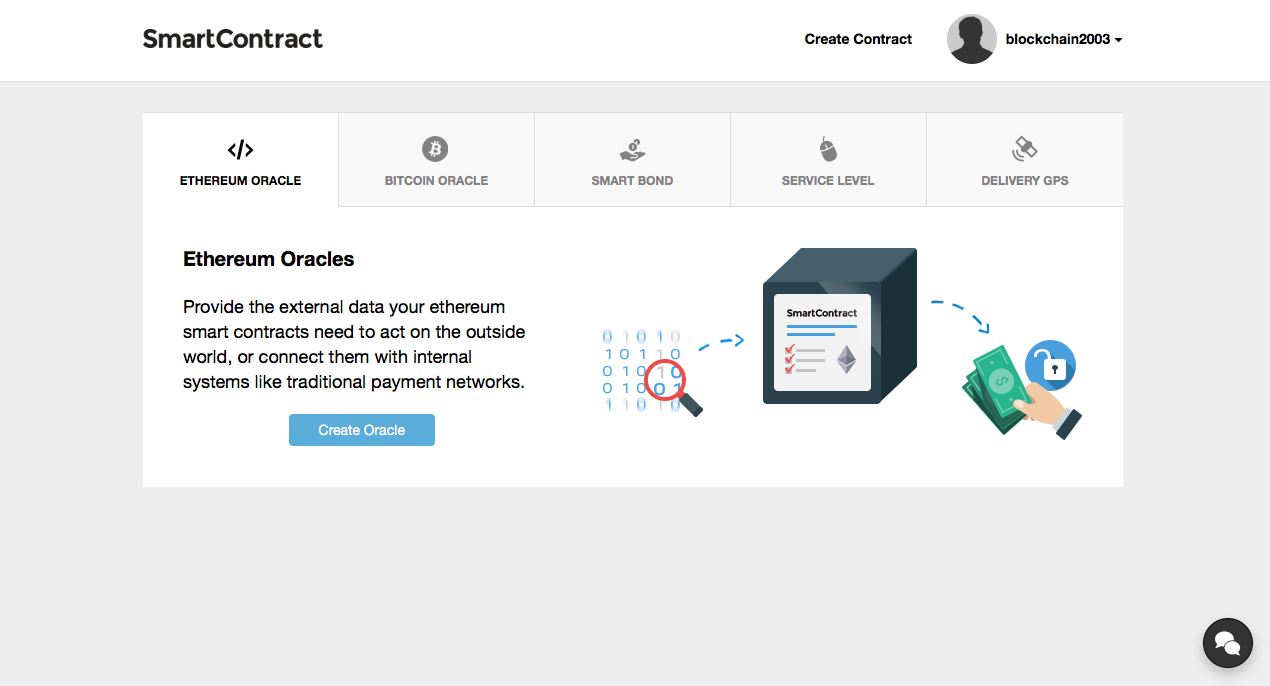 SmartContract
Create Contract
blockchain2003
ETHEREUM ORACLE
BITCOIN ORACLE
SMART BOND
SERVICE LEVEL
DELIVERY GPS
Ethereum Oracles
Provide the external data your ethereum
smart contracts need to act on the outside
world, or connect them with internal
systems like traditional payment networks.
Create Oracle
0 1 0 1 0
1 0 1 1 0
0 1 0 1 0
0 1 0 0 1
1 1 0 1 0
SmartContract